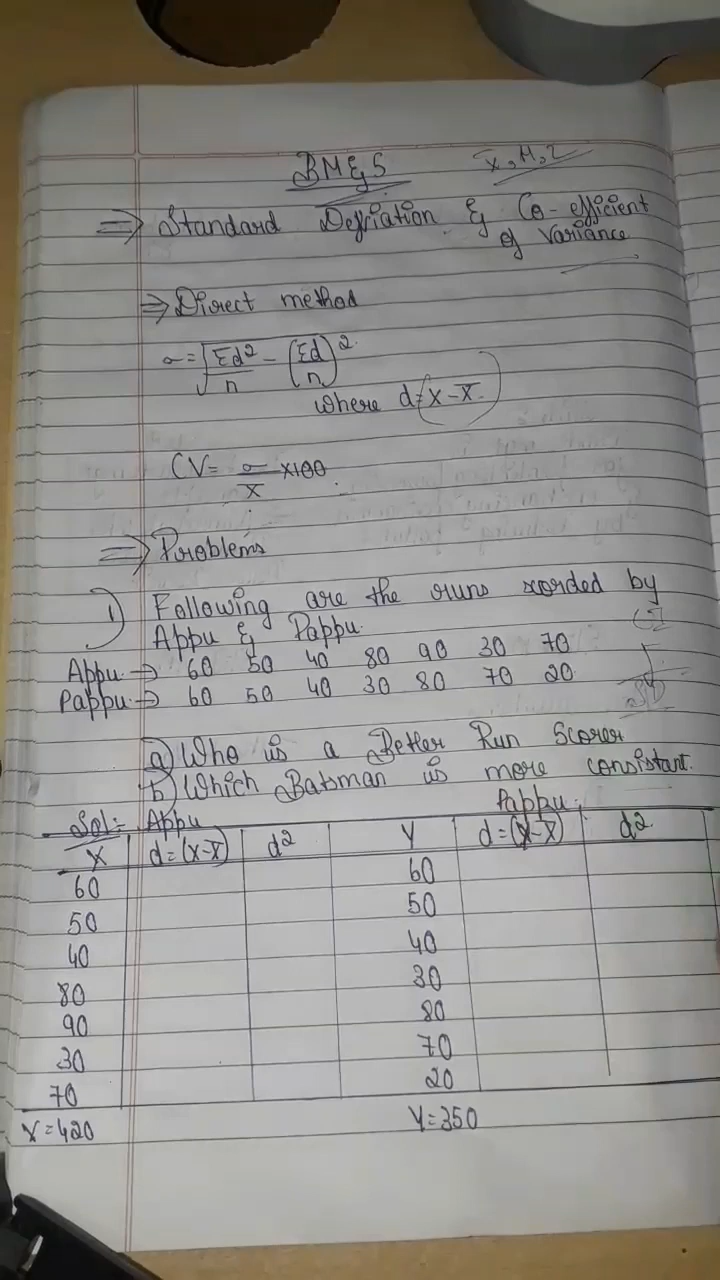 BM&S
X, M, Z
⇒ Standard Deviation & Co-efficient
of Variance
⇒ Direct method
σ = √Σd²/n − (Σd/n)²
where d = x − x̄
CV = σ/x̄ × 100
⇒ Problems
1) Following are the runs scorded by
Appu & Pappu.
Appu → 60 50 40 80 90 30 70
Pappu → 60 50 40 30 80 70 20
a) Who is a Better Run Scorer
b) Which Batsman is more consistant.
Sol:= Appu Pappu
X d=(x-x̄) d² Y d=(x-x̄) d²
60 60
50 50
40 40
80 30
90 80
30 70
70 20
X=420 Y=350